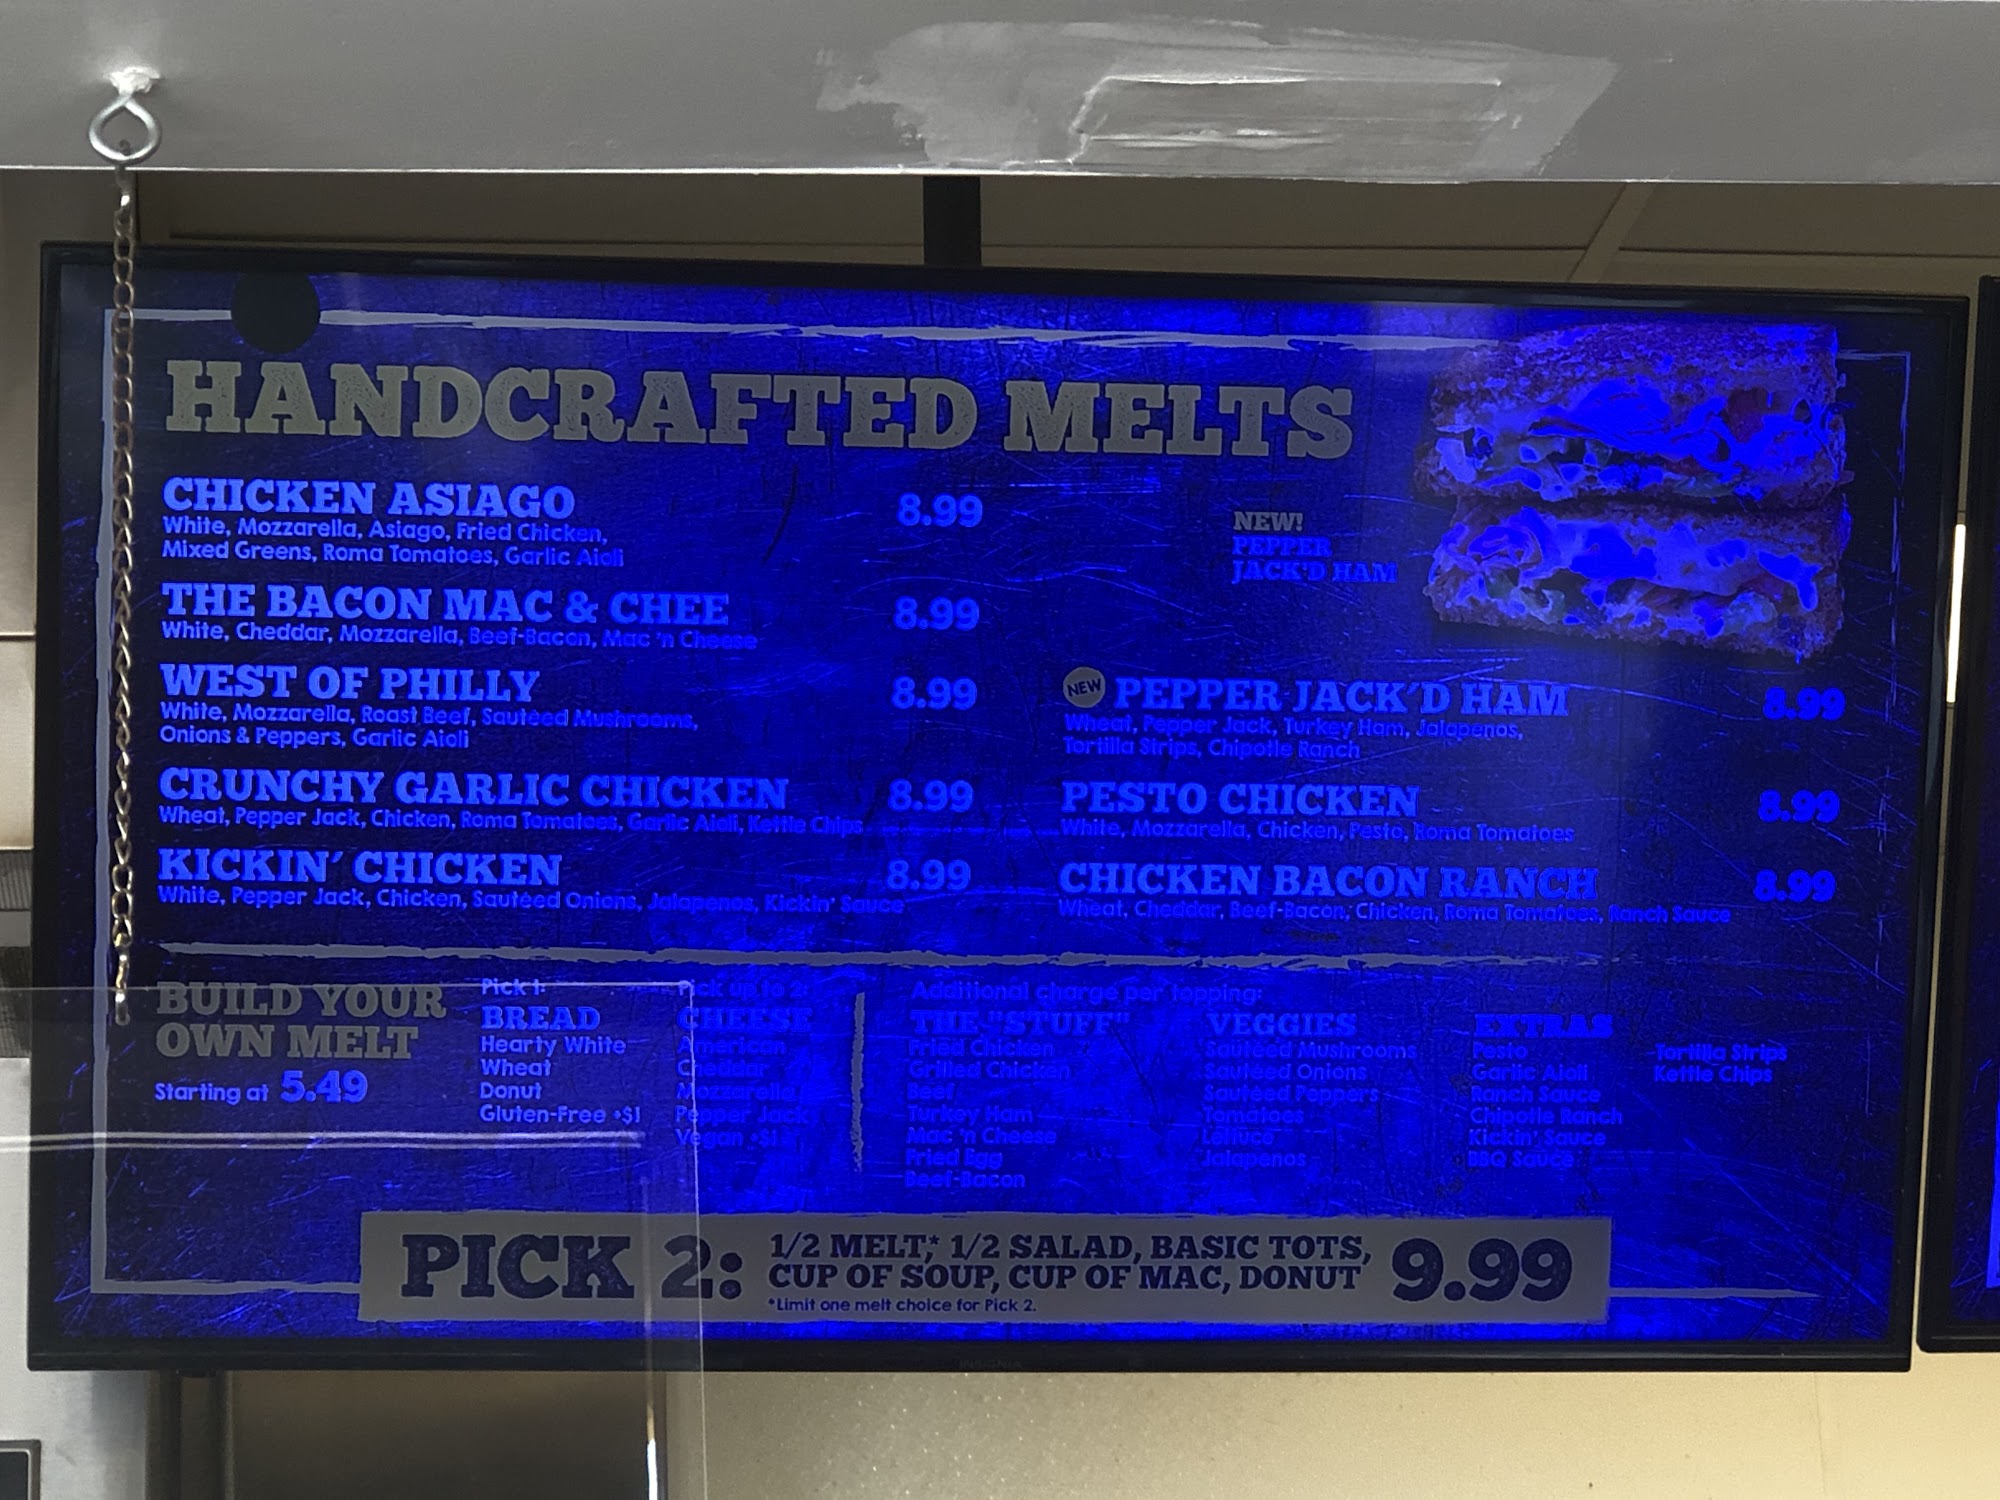 HANDCRAFTED MELTS
CHICKEN ASIAGO 8.99
White, Mozzarella, Asiago, Fried Chicken,
Mixed Greens, Roma Tomatoes, Garlic Aioli
THE BACON MAC & CHEE 8.99
White, Cheddar, Mozzarella, Beef-Bacon, Mac 'n Cheese
WEST OF PHILLY 8.99
White, Mozzarella, Roast Beef, Sautéed Mushrooms,
Onions & Peppers, Garlic Aioli
CRUNCHY GARLIC CHICKEN 8.99
Wheat, Pepper Jack, Chicken, Roma Tomatoes, Garlic Aioli, Kettle Chips
KICKIN' CHICKEN 8.99
White, Pepper Jack, Chicken, Sautéed Onions, Jalapenos, Kickin' Sauce
NEW!
PEPPER
JACK'D HAM
NEW PEPPER JACK'D HAM 8.99
Wheat, Pepper Jack, Turkey Ham, Jalapenos,
Tortilla Strips, Chipotle Ranch
PESTO CHICKEN 8.99
White, Mozzarella, Chicken, Pesto, Roma Tomatoes
CHICKEN BACON RANCH 8.99
Wheat, Cheddar, Beef-Bacon, Chicken, Roma Tomatoes, Ranch Sauce
BUILD YOUR
OWN MELT
Starting at 5.49
Pick 1:
BREAD
Hearty White
Wheat
Donut
Gluten-Free +$1
Pick up to 2:
CHEESE
American
Cheddar
Mozzarella
Pepper Jack
Vegan +$1
Additional charge per topping:
THE "STUFF"
Fried Chicken
Grilled Chicken
Beef
Turkey Ham
Mac 'n Cheese
Fried Egg
Beef-Bacon
VEGGIES
Sautéed Mushrooms
Sautéed Onions
Sautéed Peppers
Tomatoes
Lettuce
Jalapenos
EXTRAS
Pesto
Garlic Aioli
Ranch Sauce
Chipotle Ranch
Kickin' Sauce
BBQ Sauce
Tortilla Strips
Kettle Chips
PICK 2: 1/2 MELT,* 1/2 SALAD, BASIC TOTS,
CUP OF SOUP, CUP OF MAC, DONUT 9.99
*Limit one melt choice for Pick 2.
INSIGNIA